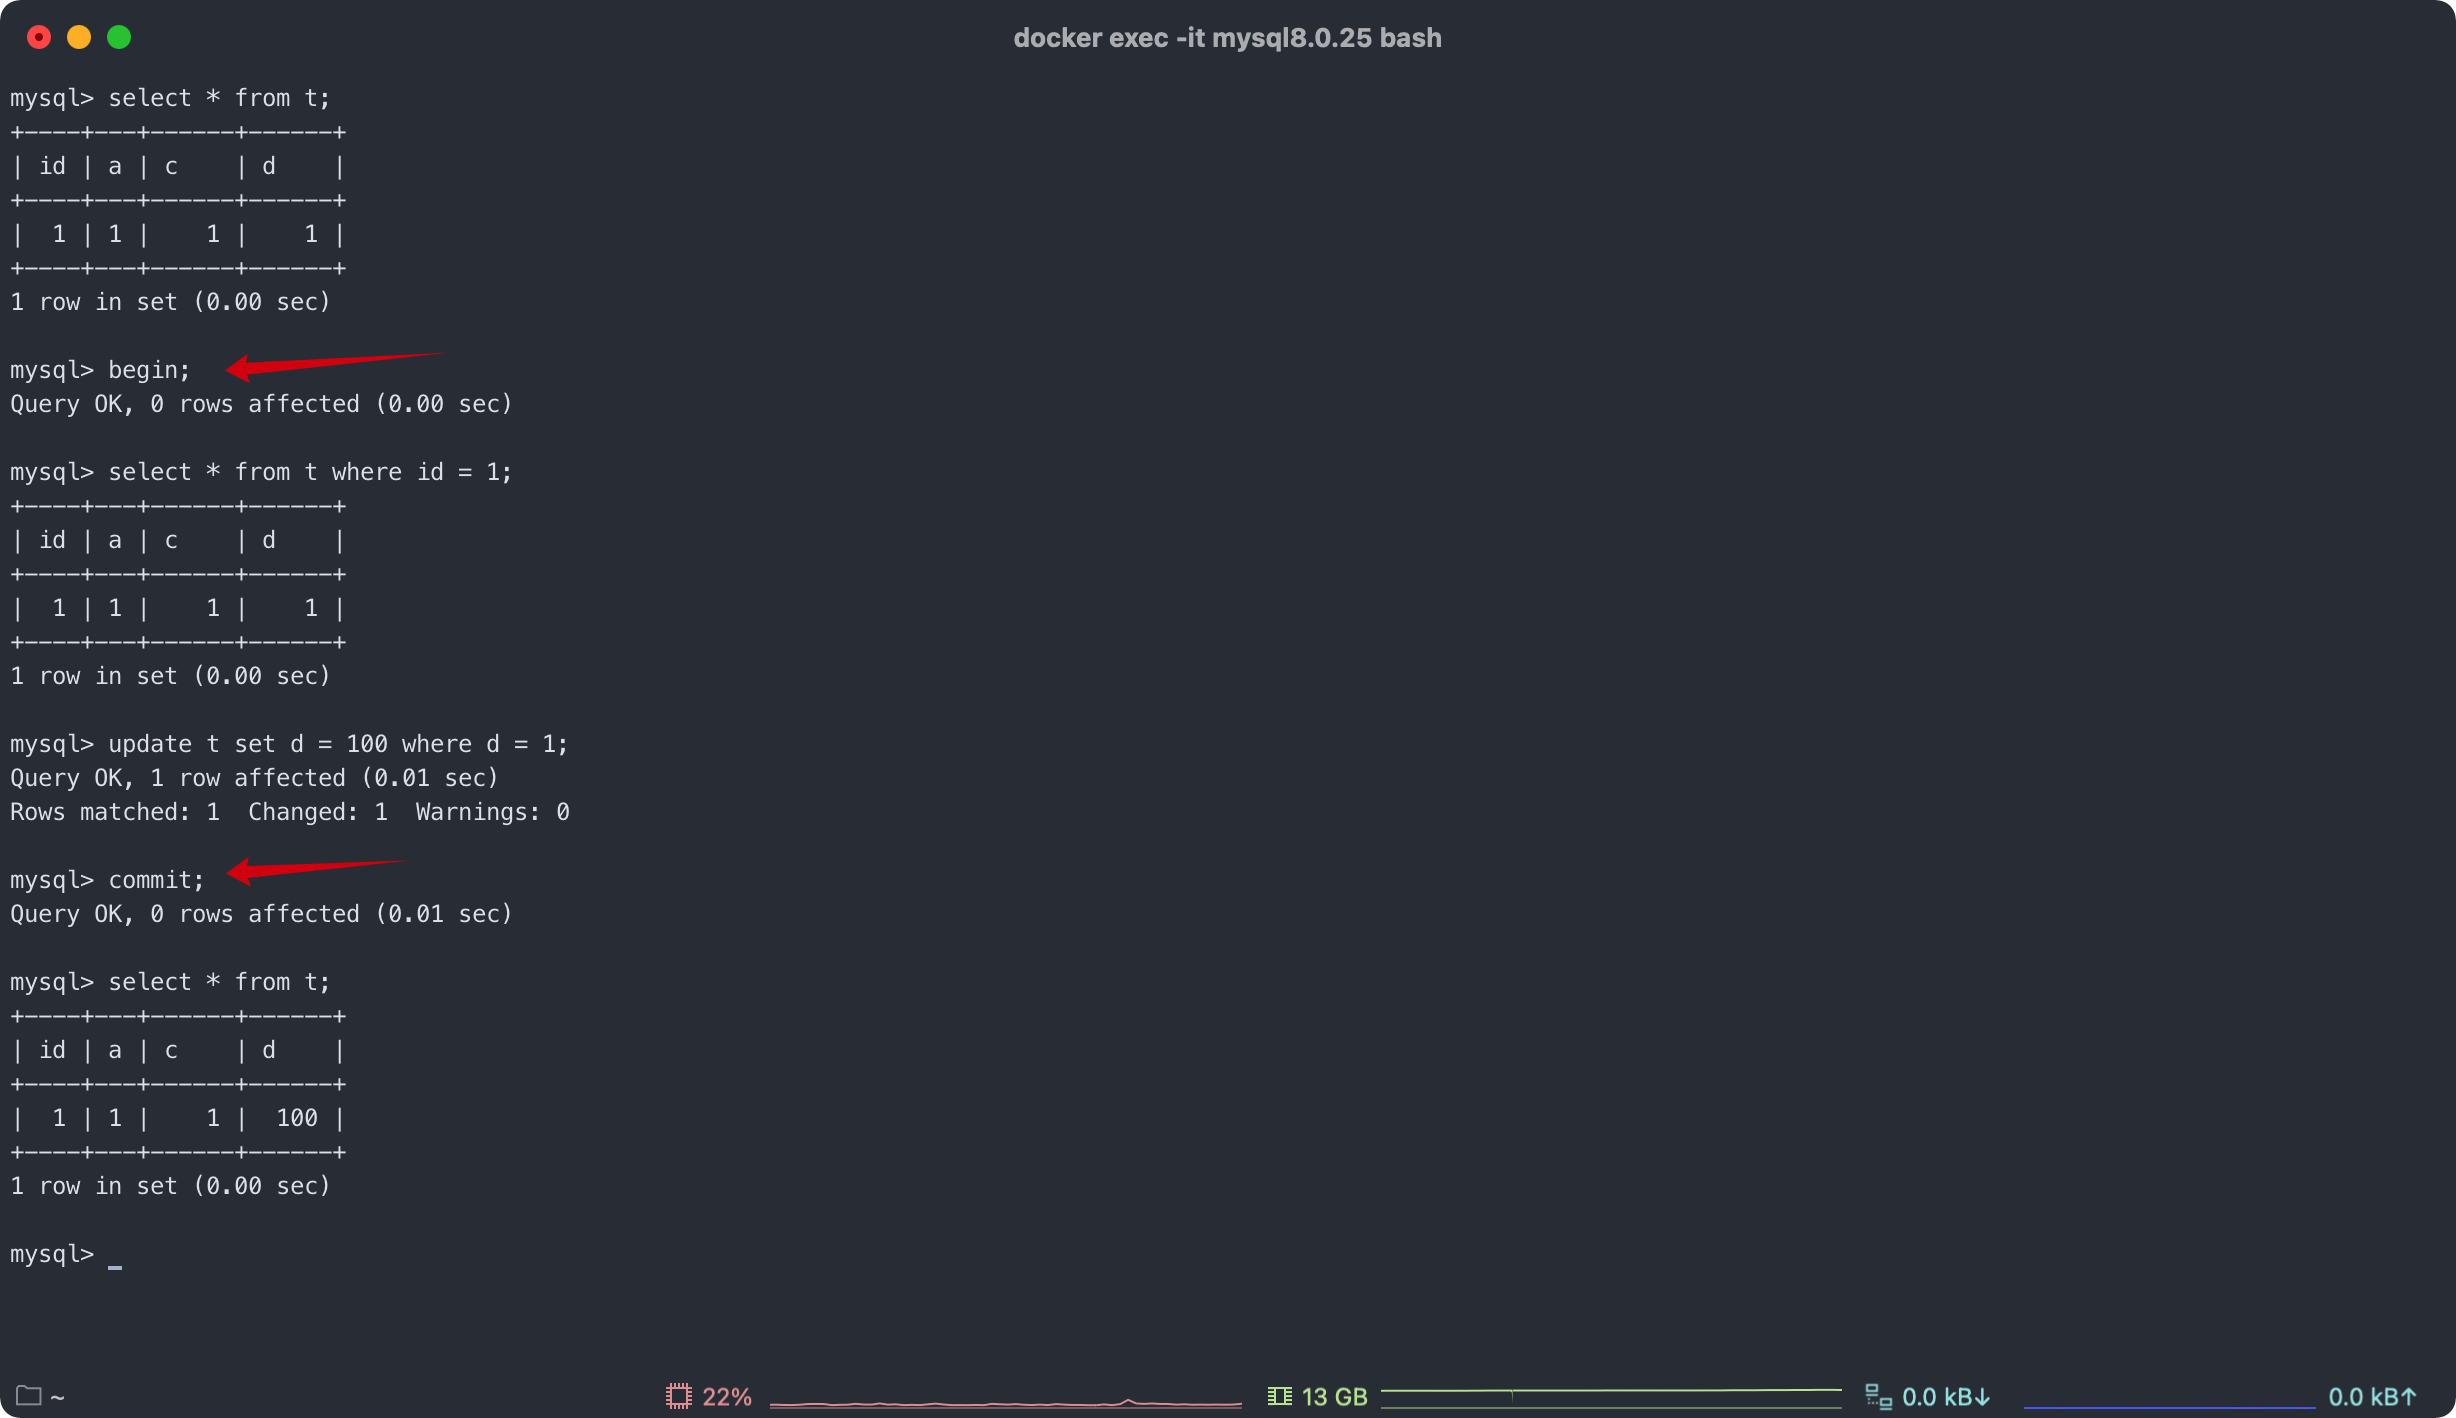 docker exec -it mysql8.0.25 bash
mysql> select * from t;
+----+---+------+------+
| id | a | c    | d    |
+----+---+------+------+
|  1 | 1 |    1 |    1 |
+----+---+------+------+
1 row in set (0.00 sec)
mysql> begin;
Query OK, 0 rows affected (0.00 sec)
mysql> select * from t where id = 1;
+----+---+------+------+
| id | a | c    | d    |
+----+---+------+------+
|  1 | 1 |    1 |    1 |
+----+---+------+------+
1 row in set (0.00 sec)
mysql> update t set d = 100 where d = 1;
Query OK, 1 row affected (0.01 sec)
Rows matched: 1  Changed: 1  Warnings: 0
mysql> commit;
Query OK, 0 rows affected (0.01 sec)
mysql> select * from t;
+----+---+------+------+
| id | a | c    | d    |
+----+---+------+------+
|  1 | 1 |    1 |  100 |
+----+---+------+------+
1 row in set (0.00 sec)
mysql> _
~ 22% 13 GB 0.0 kB↓ 0.0 kB↑